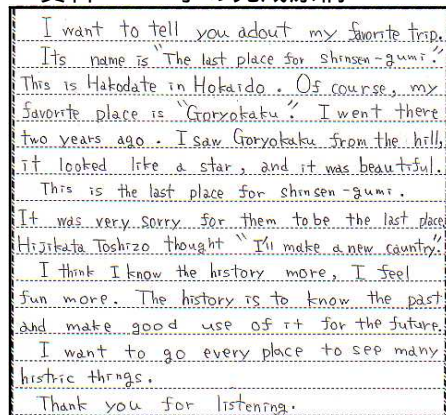 I want to tell you adout my favorite trip.
Its name is "The last place for shinsen-gumi."
This is Hakodate in Hokaido. Of course, my
favorite place is "Goryokaku." I went there
two years ago. I saw Goryokaku from the hill,
it looked like a star, and it was beautiful.
This is the last place for shinsen-gumi.
It was very sorry for them to be the last place
Hijikata Toshizo thought "I'll make a new cauntry."
I think I know the history more, I feel
fun more. The history is to know the past
and make good use of it for the future.
I want to go every place to see many
histric things.
Thank you for listening.